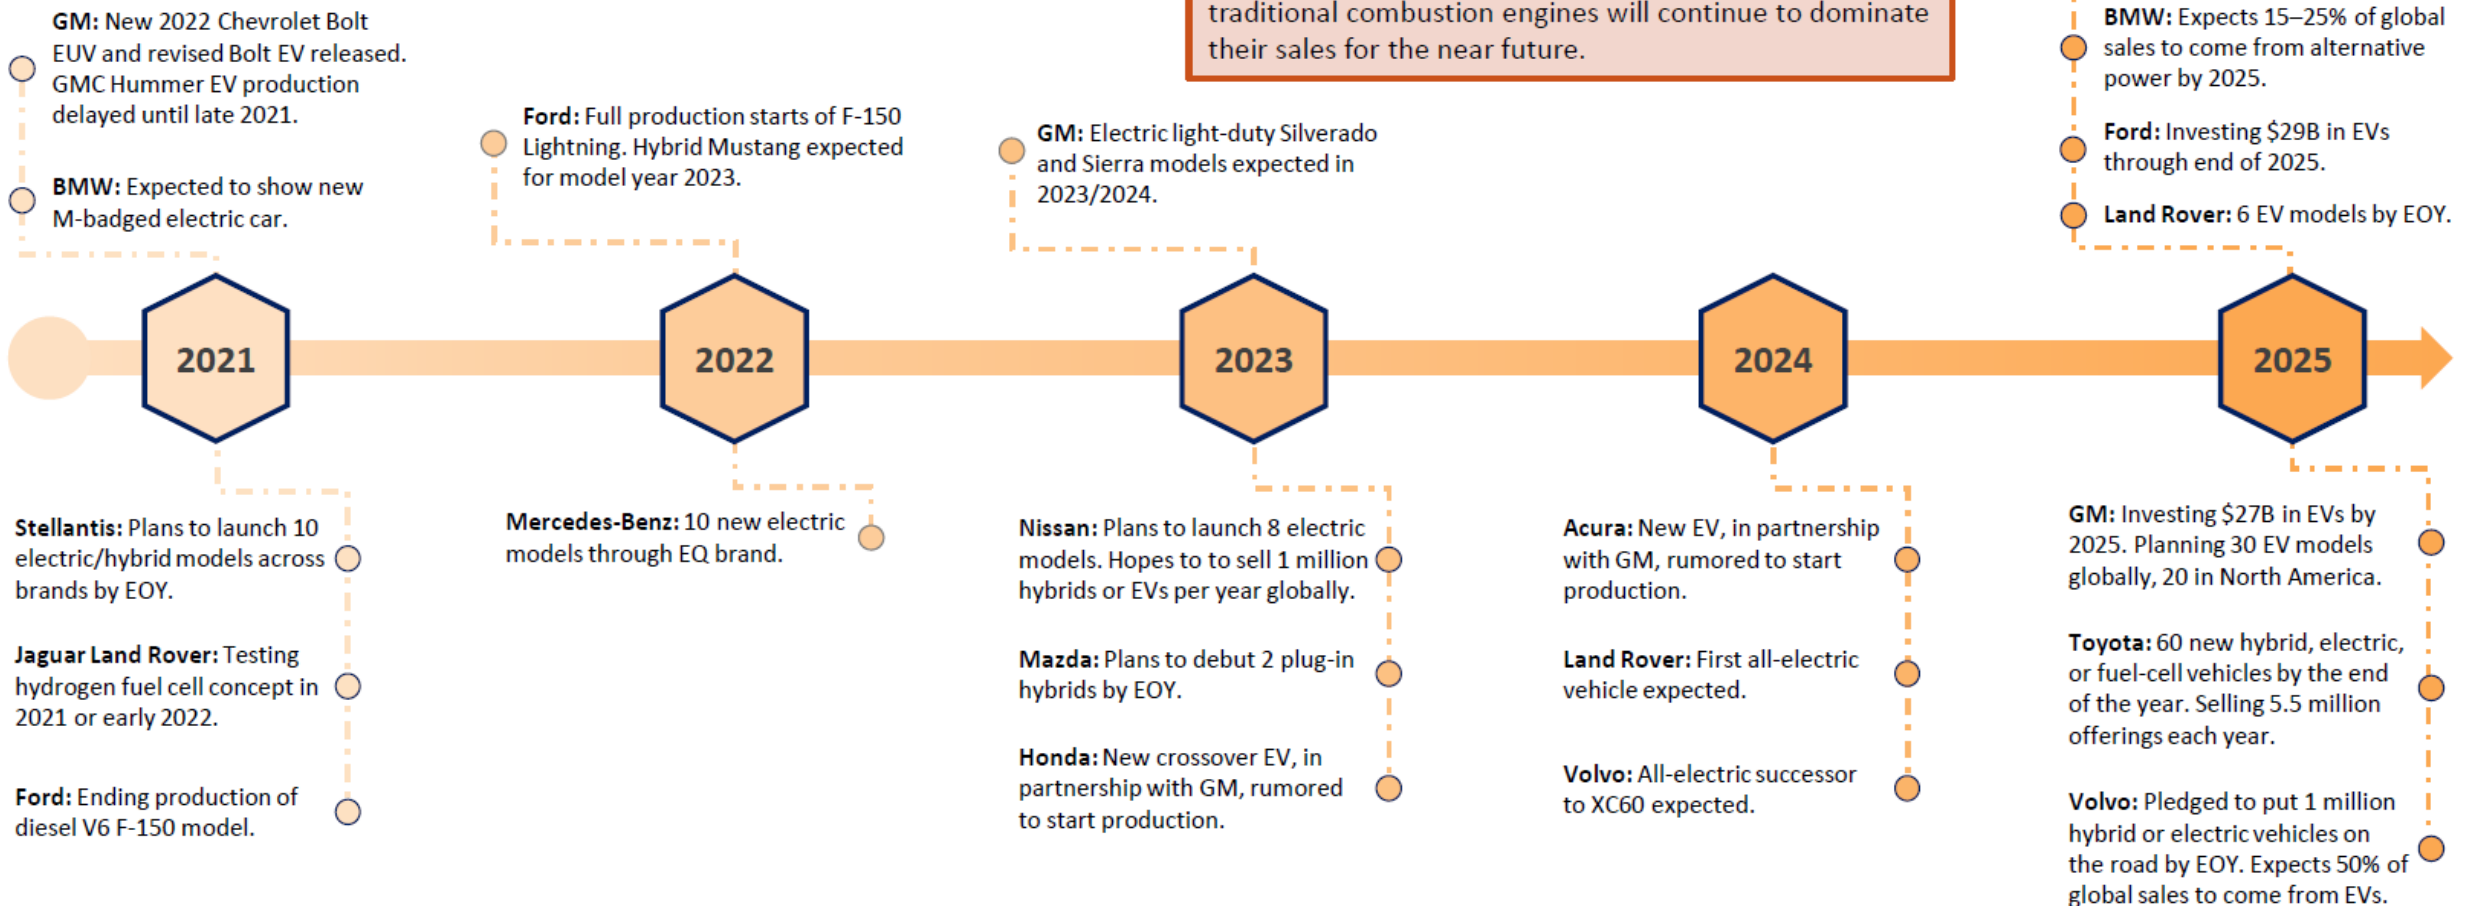 GM: New 2022 Chevrolet Bolt
EUV and revised Bolt EV released.
GMC Hummer EV production
delayed until late 2021.
BMW: Expected to show new
M-badged electric car.
Ford: Full production starts of F-150
Lightning. Hybrid Mustang expected
for model year 2023.
traditional combustion engines will continue to dominate
their sales for the near future.
GM: Electric light-duty Silverado
and Sierra models expected in
2023/2024.
BMW: Expects 15–25% of global
sales to come from alternative
power by 2025.
Ford: Investing $29B in EVs
through end of 2025.
Land Rover: 6 EV models by EOY.
2021
2022
2023
2024
2025
Stellantis: Plans to launch 10
electric/hybrid models across
brands by EOY.
Jaguar Land Rover: Testing
hydrogen fuel cell concept in
2021 or early 2022.
Ford: Ending production of
diesel V6 F-150 model.
Mercedes-Benz: 10 new electric
models through EQ brand.
Nissan: Plans to launch 8 electric
models. Hopes to to sell 1 million
hybrids or EVs per year globally.
Mazda: Plans to debut 2 plug-in
hybrids by EOY.
Honda: New crossover EV, in
partnership with GM, rumored
to start production.
Acura: New EV, in partnership
with GM, rumored to start
production.
Land Rover: First all-electric
vehicle expected.
Volvo: All-electric successor
to XC60 expected.
GM: Investing $27B in EVs by
2025. Planning 30 EV models
globally, 20 in North America.
Toyota: 60 new hybrid, electric,
or fuel-cell vehicles by the end
of the year. Selling 5.5 million
offerings each year.
Volvo: Pledged to put 1 million
hybrid or electric vehicles on
the road by EOY. Expects 50% of
global sales to come from EVs.